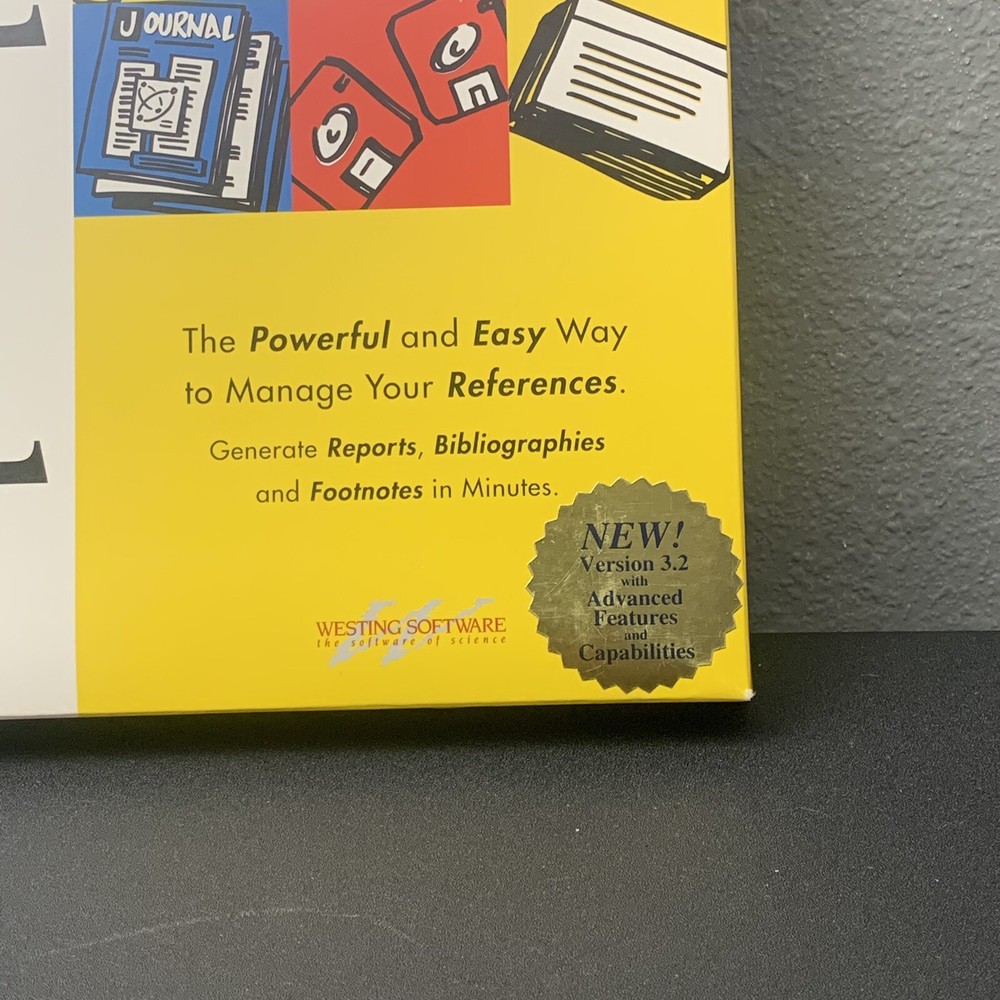 JOURNAL
The Powerful and Easy Way
to Manage Your References.
Generate Reports, Bibliographies
and Footnotes in Minutes.
NEW!
Version 3.2
with
Advanced
Features
and
Capabilities
WESTING SOFTWARE
the software of science